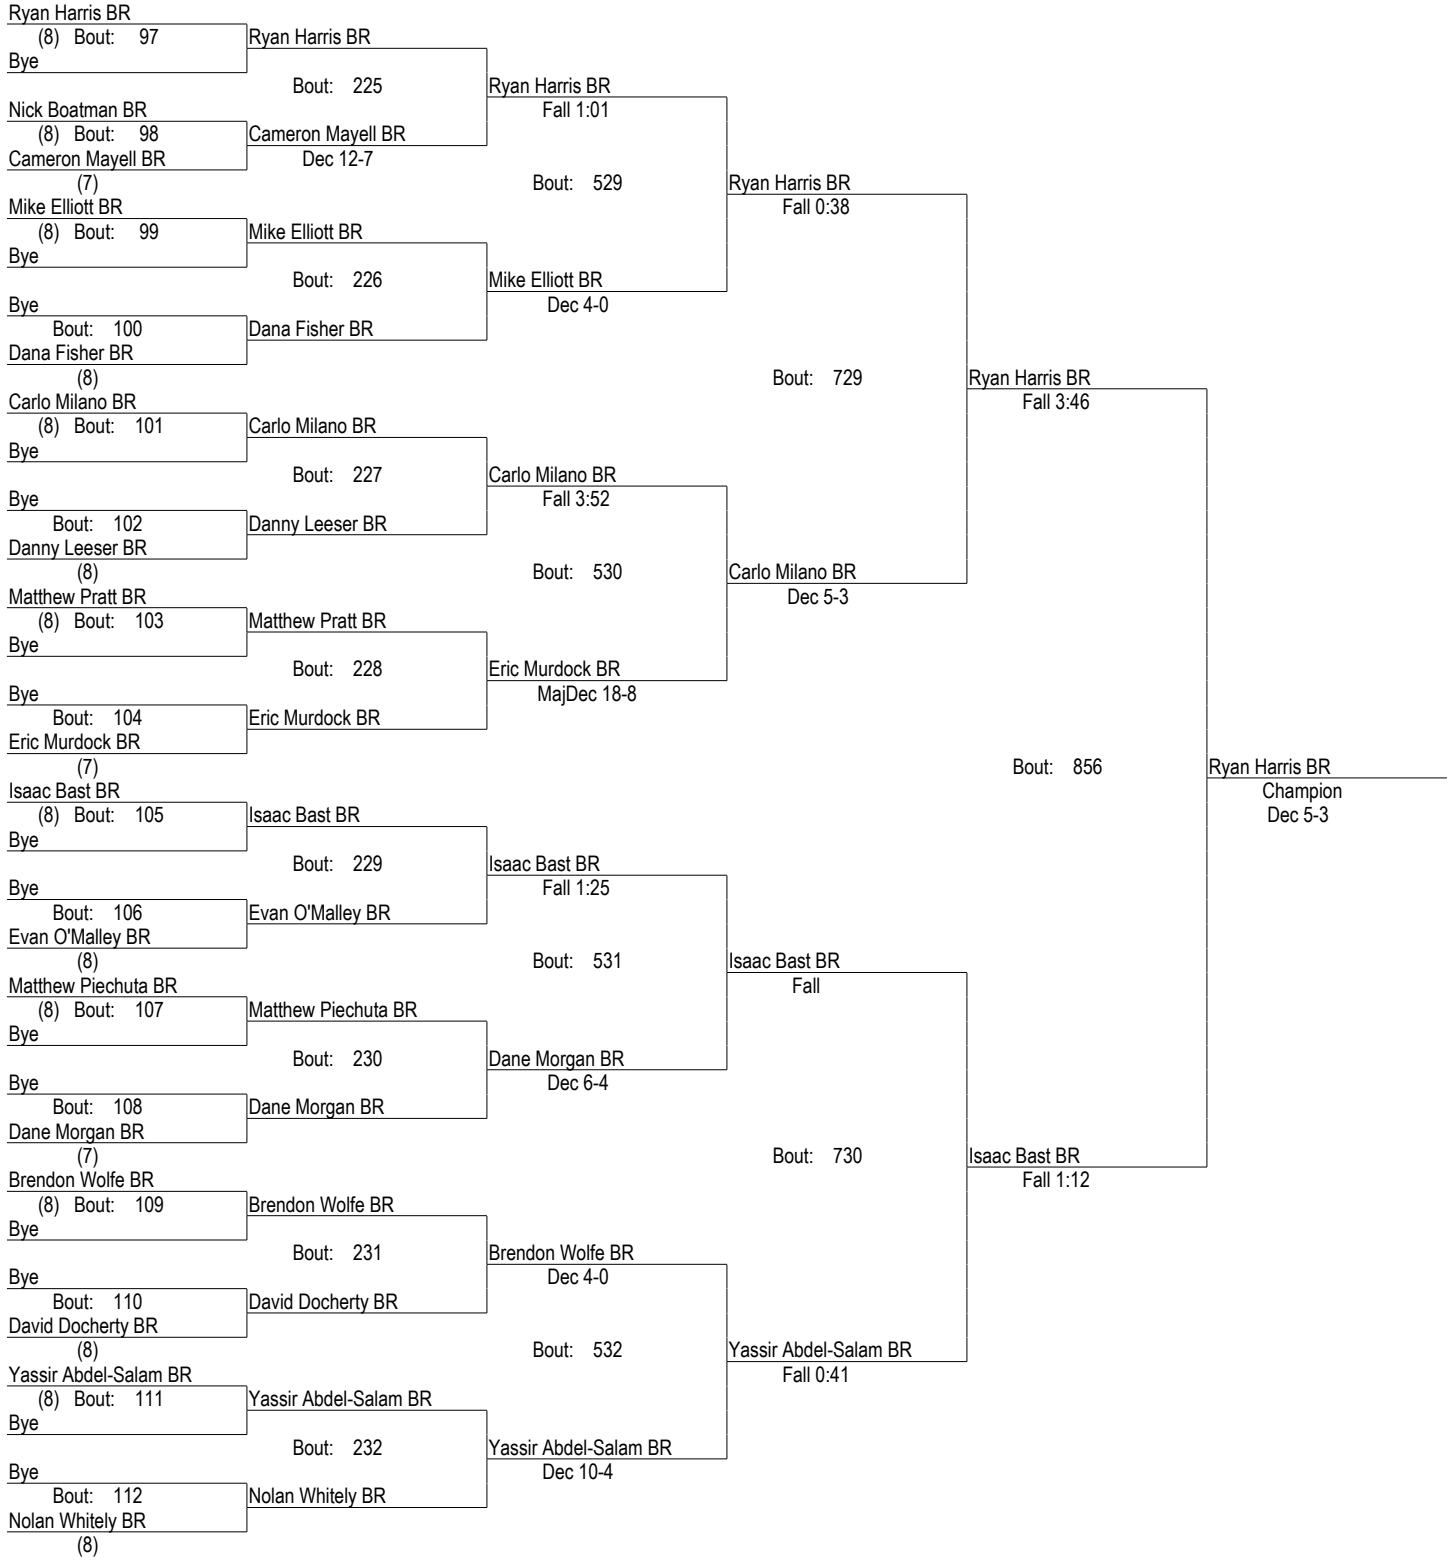 Ryan Harris BR
(8) Bout: 97 Ryan Harris BR
Bye
Bout: 225 Ryan Harris BR
Nick Boatman BR Fall 1:01
(8) Bout: 98 Cameron Mayell BR
Cameron Mayell BR Dec 12-7
(7) Bout: 529 Ryan Harris BR
Mike Elliott BR Fall 0:38
(8) Bout: 99 Mike Elliott BR
Bye
Bout: 226 Mike Elliott BR
Bye Dec 4-0
Bout: 100 Dana Fisher BR
Dana Fisher BR
(8) Bout: 729 Ryan Harris BR
Carlo Milano BR Fall 3:46
(8) Bout: 101 Carlo Milano BR
Bye
Bout: 227 Carlo Milano BR
Bye Fall 3:52
Bout: 102 Danny Leeser BR
Danny Leeser BR
(8) Bout: 530 Carlo Milano BR
Matthew Pratt BR Dec 5-3
(8) Bout: 103 Matthew Pratt BR
Bye
Bout: 228 Eric Murdock BR
Bye MajDec 18-8
Bout: 104 Eric Murdock BR
Eric Murdock BR
(7) Bout: 856 Ryan Harris BR
Isaac Bast BR Champion
(8) Bout: 105 Isaac Bast BR Dec 5-3
Bye
Bout: 229 Isaac Bast BR
Bye Fall 1:25
Bout: 106 Evan O'Malley BR
Evan O'Malley BR
(8) Bout: 531 Isaac Bast BR
Matthew Piechuta BR Fall
(8) Bout: 107 Matthew Piechuta BR
Bye
Bout: 230 Dane Morgan BR
Bye Dec 6-4
Bout: 108 Dane Morgan BR
Dane Morgan BR
(7) Bout: 730 Isaac Bast BR
Brendon Wolfe BR Fall 1:12
(8) Bout: 109 Brendon Wolfe BR
Bye
Bout: 231 Brendon Wolfe BR
Bye Dec 4-0
Bout: 110 David Docherty BR
David Docherty BR
(8) Bout: 532 Yassir Abdel-Salam BR
Yassir Abdel-Salam BR Fall 0:41
(8) Bout: 111 Yassir Abdel-Salam BR
Bye
Bout: 232 Yassir Abdel-Salam BR
Bye Dec 10-4
Bout: 112 Nolan Whitely BR
Nolan Whitely BR
(8)